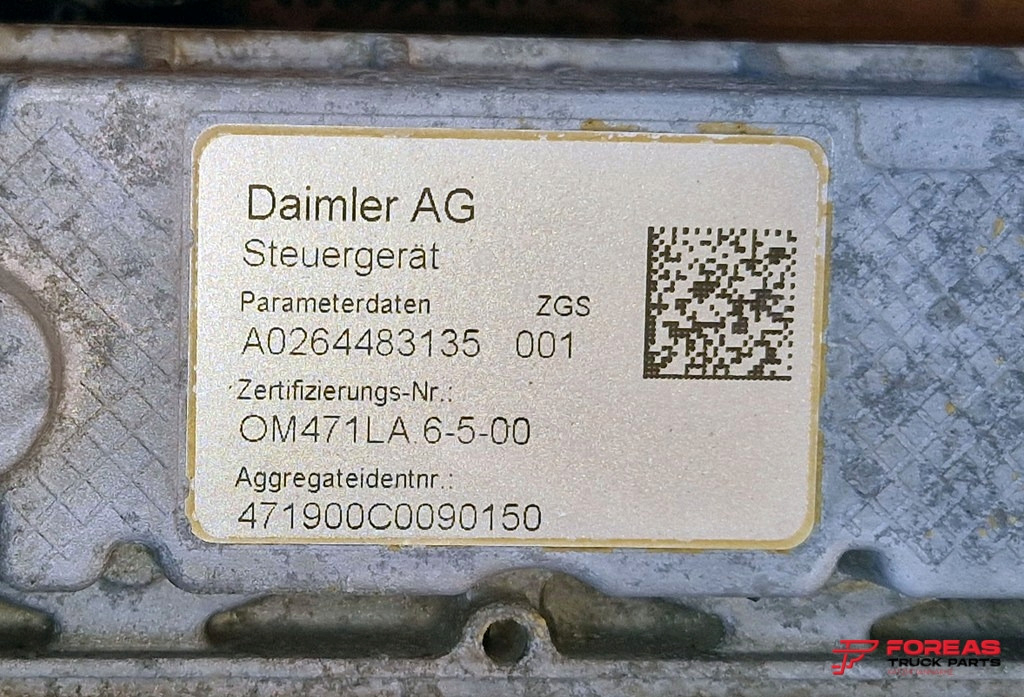 Daimler AG
Steuergerät
Parameterdaten ZGS
A0264483135 001
Zertifizierungs-Nr.:
OM471LA.6-5-00
Aggregateidentnr.:
471900C0090150
FOREAS
TRUCK PARTS